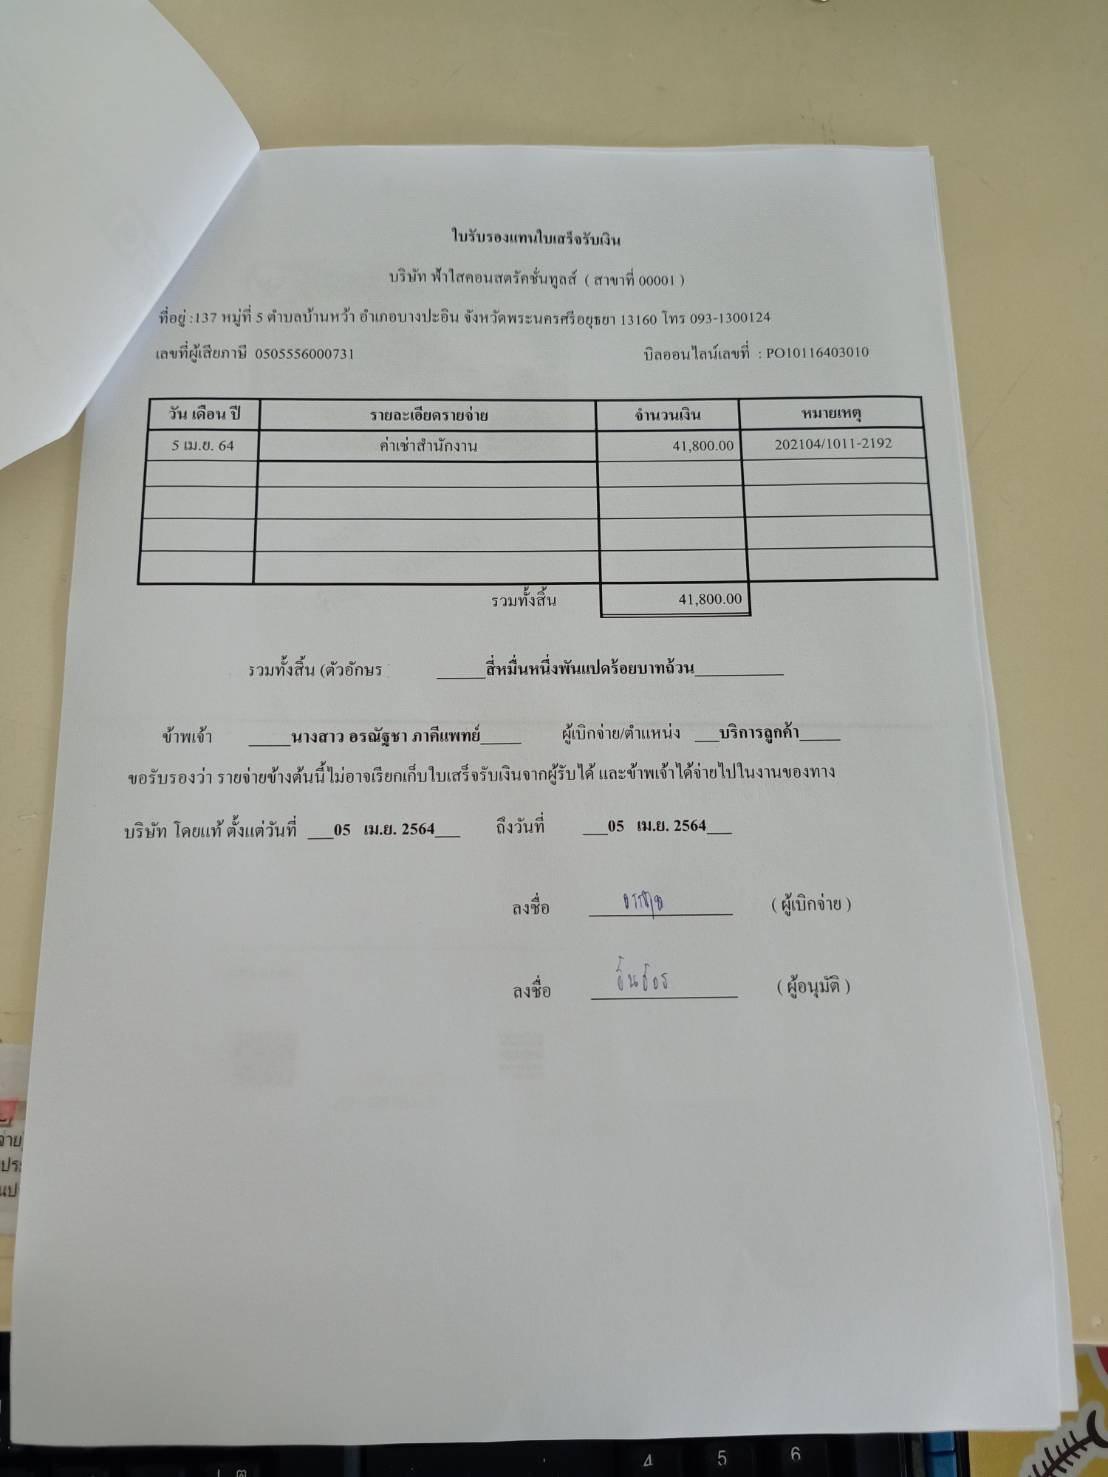 ใบรับรองแทนใบเสร็จรับเงิน
บริษัท ฟ้าใสคอนสตรัคชั่นทูลส์ ( สาขาที่ 00001 )
ที่อยู่ :137 หมู่ที่ 5 ตำบลบ้านหว้า อำเภอบางปะอิน จังหวัดพระนครศรีอยุธยา 13160 โทร 093-1300124
เลขที่ผู้เสียภาษี 0505556000731 บิลออนไลน์เลขที่ : PO10116403010
วัน เดือน ปี รายละเอียดรายจ่าย จำนวนเงิน หมายเหตุ
5 เม.ย. 64 ค่าเช่าสำนักงาน 41,800.00 202104/1011-2192
รวมทั้งสิ้น 41,800.00
รวมทั้งสิ้น (ตัวอักษร ______สี่หมื่นหนึ่งพันแปดร้อยบาทถ้วน___________
ข้าพเจ้า _____นางสาว อรณัฐชา ภาคีแพทย์_____ ผู้เบิกจ่าย/ตำแหน่ง ___บริการลูกค้า_____
ขอรับรองว่า รายจ่ายข้างต้นนี้ไม่อาจเรียกเก็บใบเสร็จรับเงินจากผู้รับได้ และข้าพเจ้าได้จ่ายไปในงานของทาง
บริษัท โดยแท้ ตั้งแต่วันที่ ___05 เม.ย. 2564___ ถึงวันที่ ___05 เม.ย. 2564___
ลงชื่อ ( ผู้เบิกจ่าย )
ลงชื่อ อินธ์อร ( ผู้อนุมัติ )
4 5 6